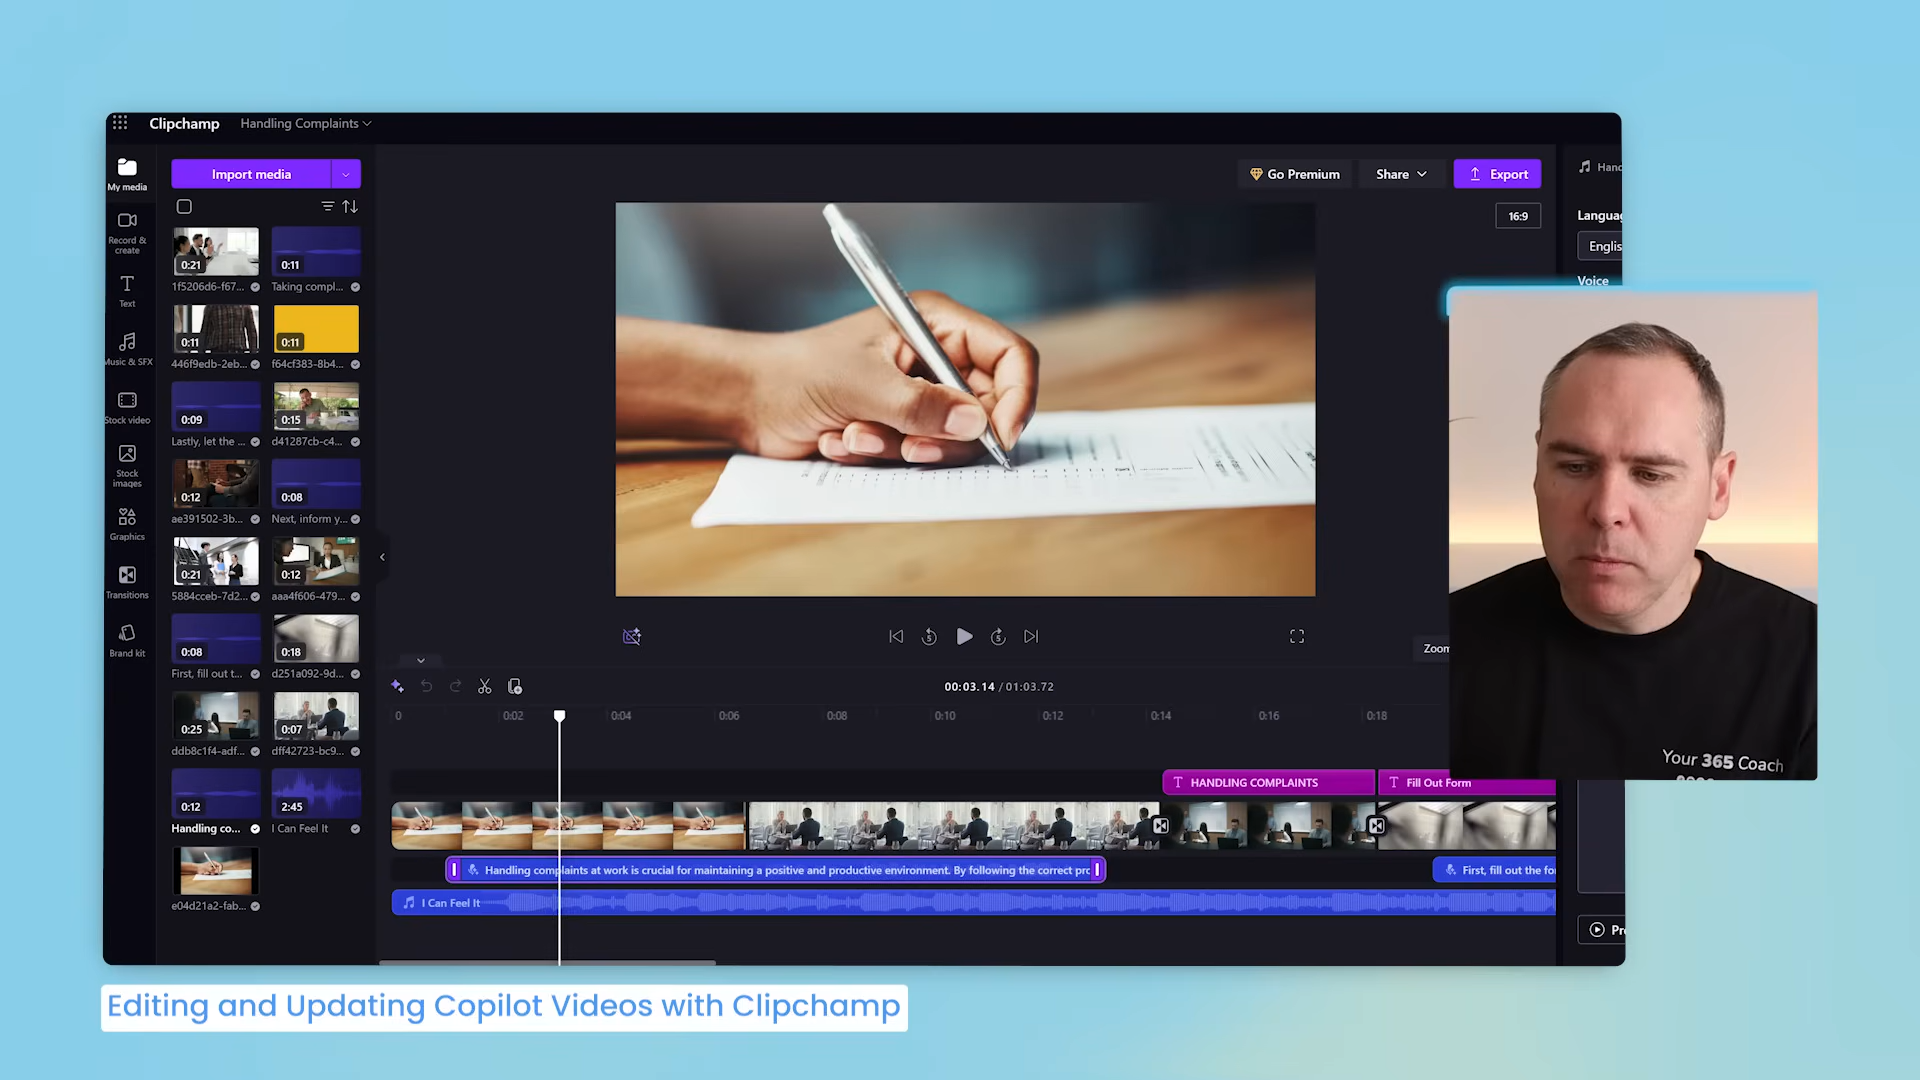 Clipchamp
Handling Complaints
My media
Record & create
Text
Music & SFX
Stock video
Stock images
Graphics
Transitions
Brand kit
Import media
0:21
0:11
1f5206d6-f67...
Taking compl...
0:11
0:11
446f9edb-2eb...
f64cf383-8b4...
0:09
0:15
Lastly, let the ...
d41287cb-c4...
0:12
0:08
ae391502-3b...
Next, inform y...
0:21
0:12
5884cceb-7d2...
aaa4f606-479...
0:08
0:18
First, fill out t...
d251a092-9d...
0:25
0:07
ddb8c1f4-adf...
dff42723-bc9...
0:12
2:45
Handling co...
I Can Feel It
e04d21a2-fab...
Go Premium
Share
Export
16:9
Hand
Languag
Englis
Voice
5
5
Zoom
00:03.14 / 01:03.72
0
0:02
0:04
0:06
0:08
0:10
0:12
0:14
0:16
0:18
HANDLING COMPLAINTS
Fill Out Form
Handling complaints at work is crucial for maintaining a positive and productive environment. By following the correct pro
First, fill out the fo
I Can Feel It
Pr
Your 365 Coach
Editing and Updating Copilot Videos with Clipchamp